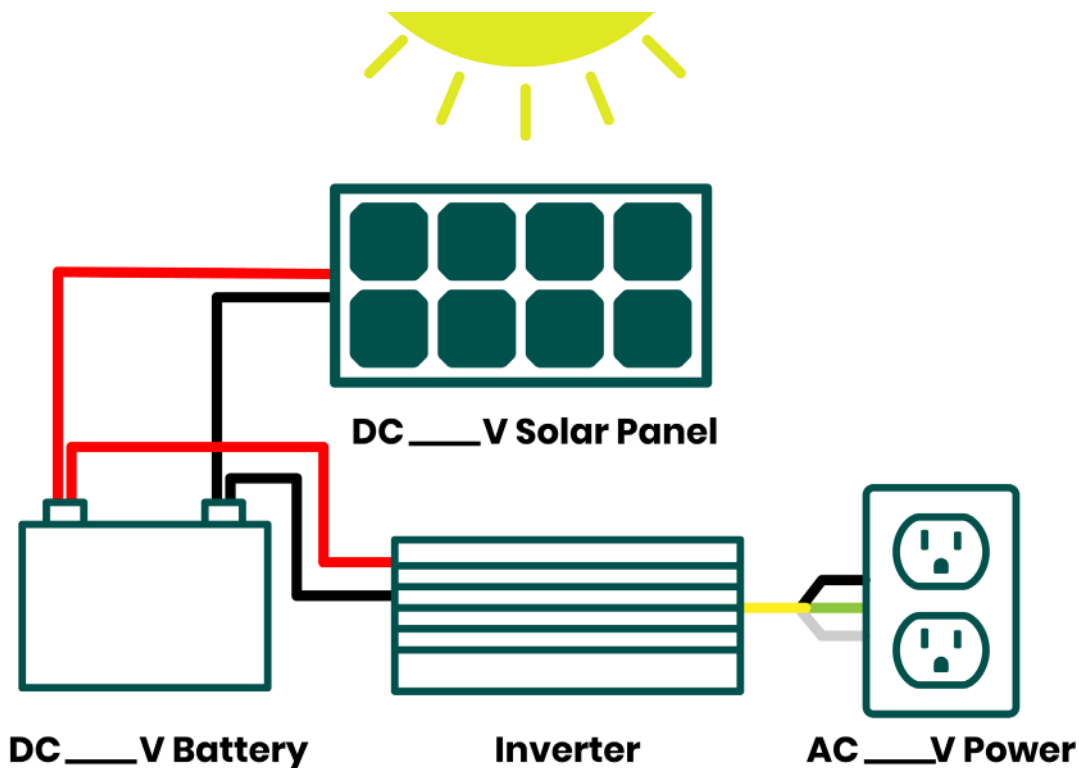 DC ____V Solar Panel
DC ____V Battery
Inverter
AC ____V Power